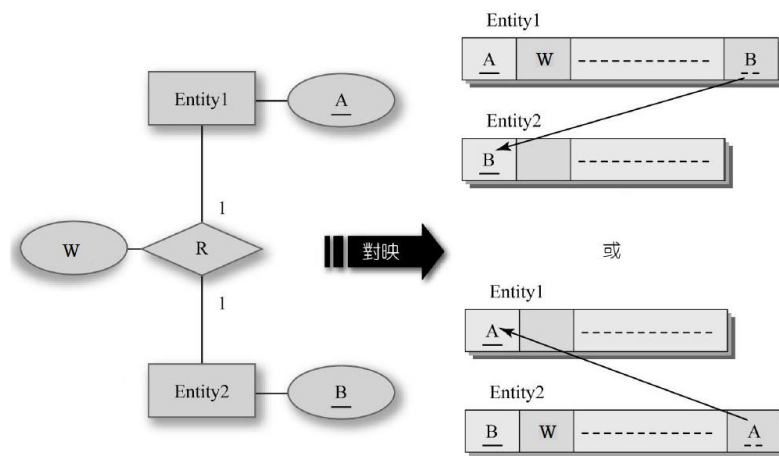 Entity1
A
1
W
R
1
Entity2
B
對映
Entity1
A W B
Entity2
B
或
Entity1
A
Entity2
B W A